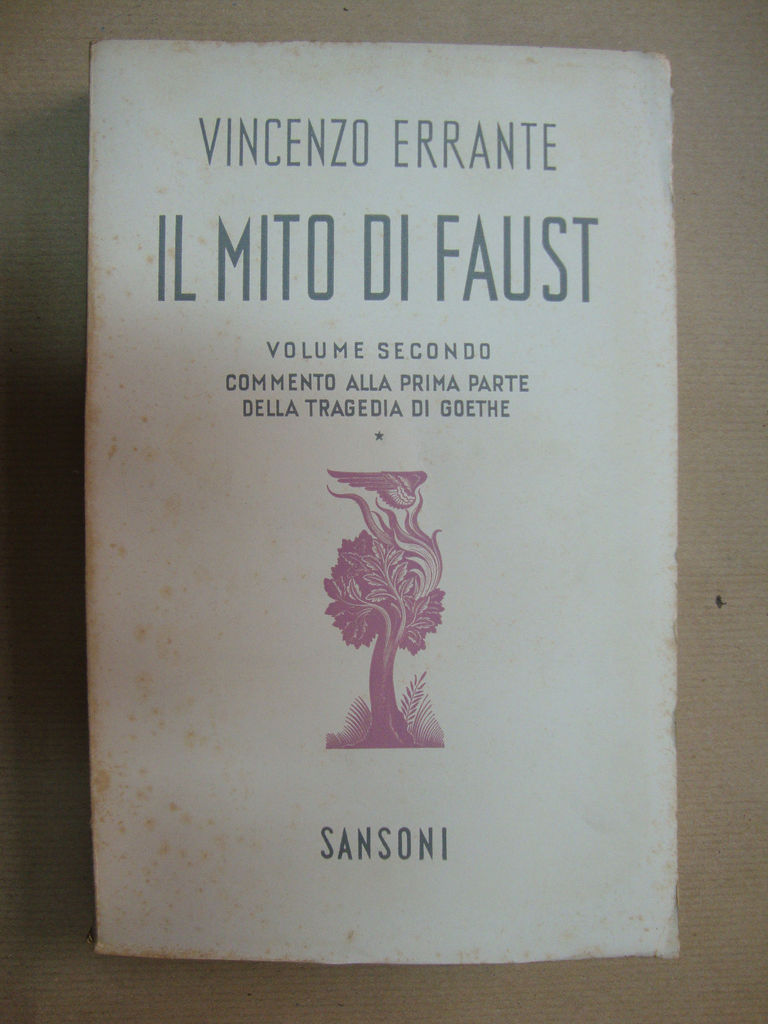 VINCENZO ERRANTE
IL MITO DI FAUST
VOLUME SECONDO
COMMENTO ALLA PRIMA PARTE
DELLA TRAGEDIA DI GOETHE
SANSONI